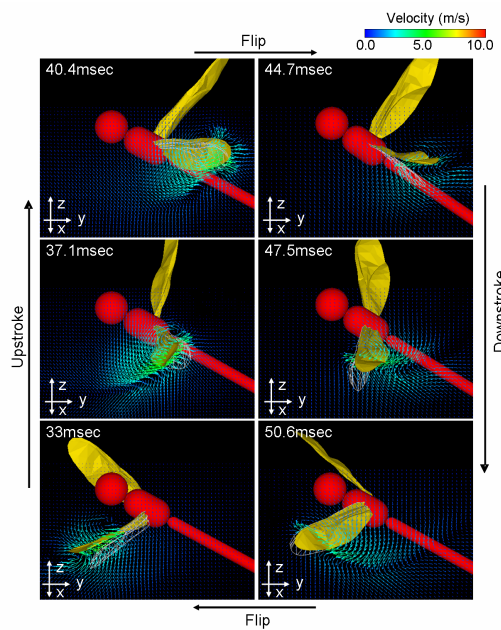 Velocity (m/s)
0.0 5.0 10.0
Flip
40.4msec
44.7msec
z
y
x
z
y
x
37.1msec
47.5msec
z
y
x
z
y
x
33msec
50.6msec
z
y
x
z
y
x
Upstroke
Downstroke
Flip